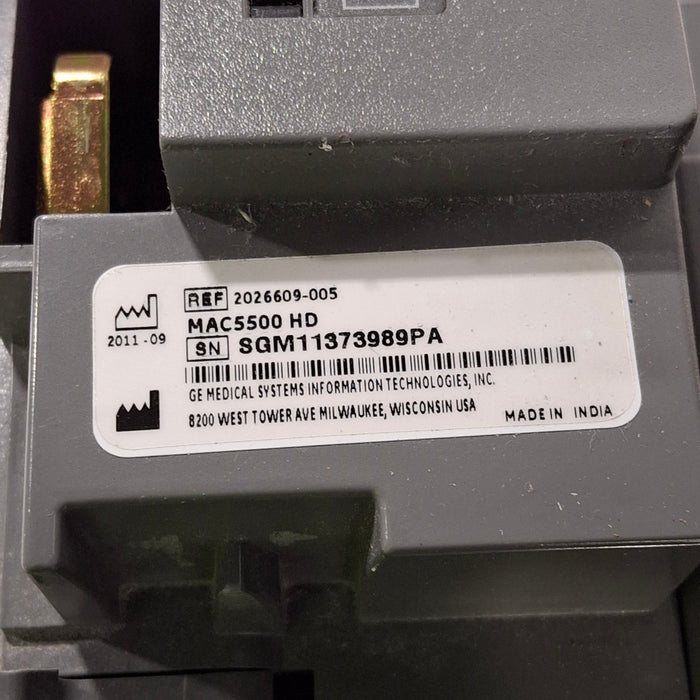 REF 2026609-005
MAC5500 HD
2011-09
SN SGM11373989PA
GE MEDICAL SYSTEMS INFORMATION TECHNOLOGIES, INC.
8200 WEST TOWER AVE MILWAUKEE, WISCONSIN USA
MADE IN INDIA